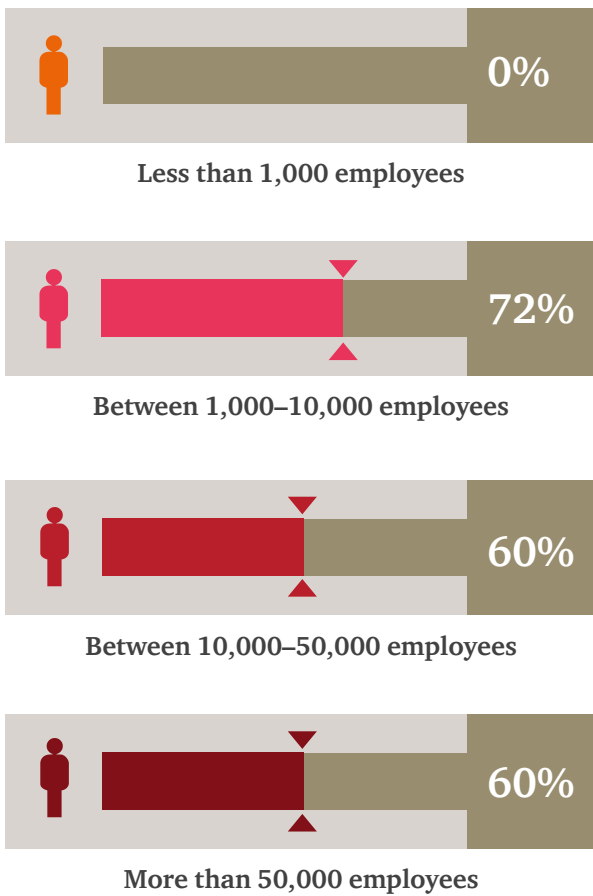 0%
Less than 1,000 employees
72%
Between 1,000–10,000 employees
60%
Between 10,000–50,000 employees
60%
More than 50,000 employees